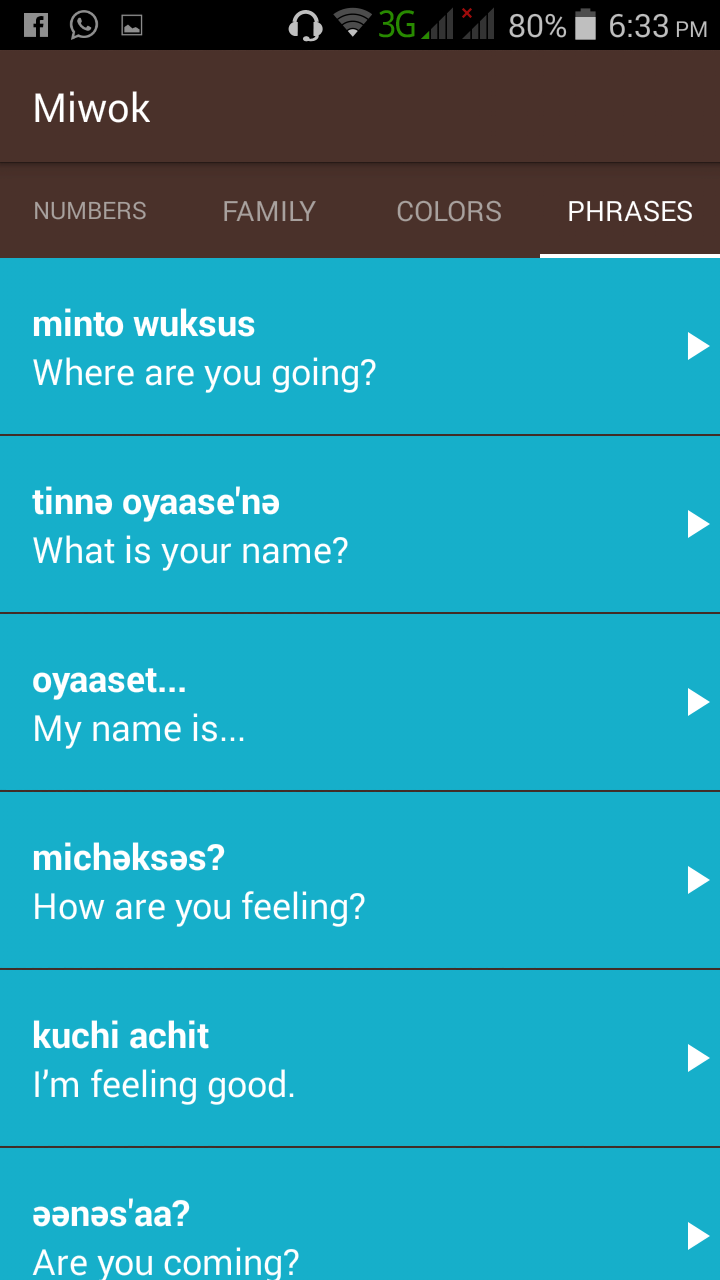 3G 80% 6:33 PM
Miwok
NUMBERS FAMILY COLORS PHRASES
minto wuksus
Where are you going?
tinnə oyaase'nə
What is your name?
oyaaset...
My name is...
michəksəs?
How are you feeling?
kuchi achit
I’m feeling good.
əənəs'aa?
Are you coming?